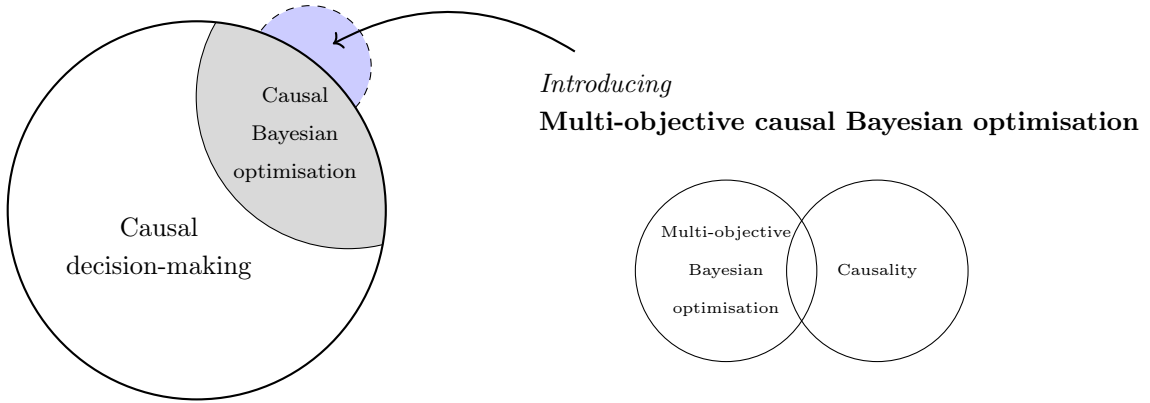 Causal
Bayesian
optimisation
Causal
decision-making
Introducing
Multi-objective causal Bayesian optimisation
Multi-objective
Bayesian
optimisation
Causality